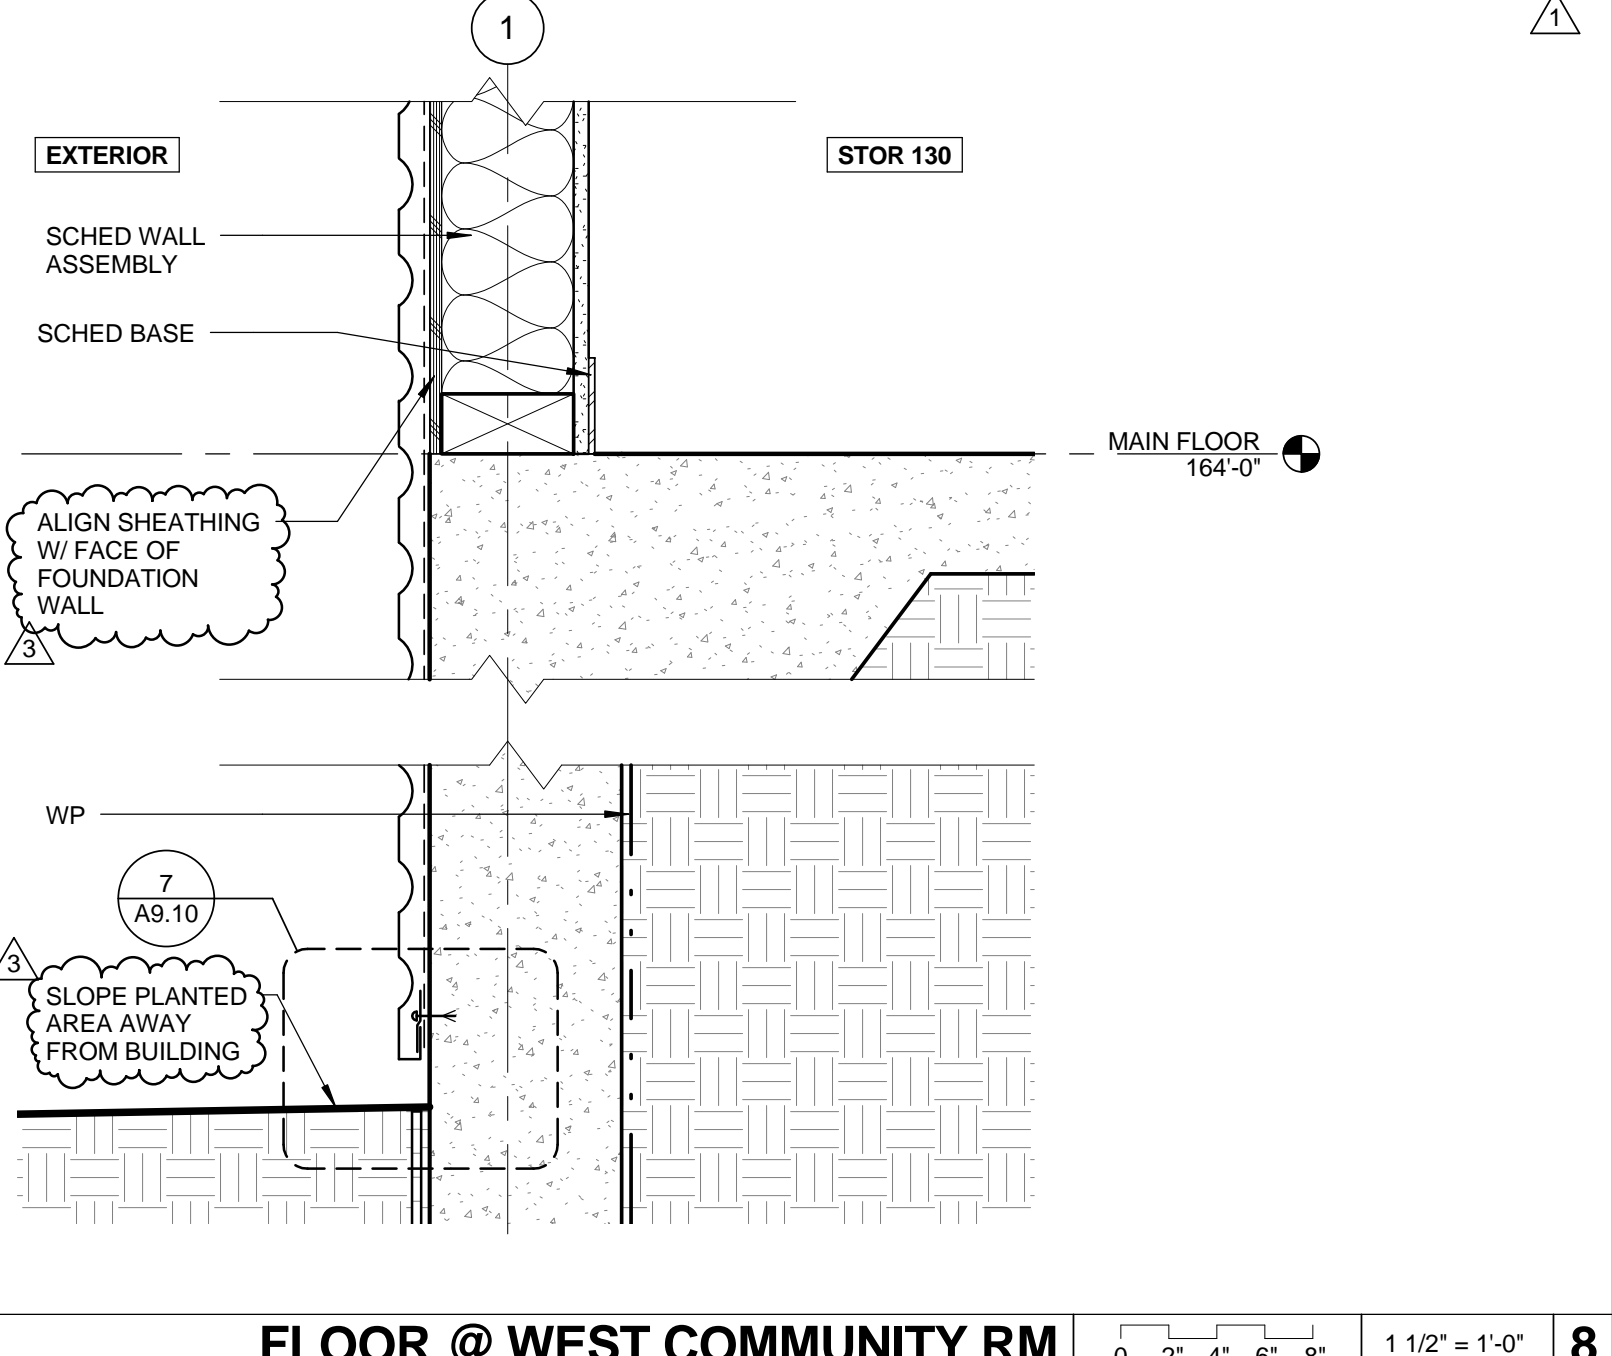 1
1
EXTERIOR
STOR 130
SCHED WALL
ASSEMBLY
SCHED BASE
MAIN FLOOR
164'-0"
ALIGN SHEATHING
W/ FACE OF
FOUNDATION
WALL
3
WP
7
A9.10
3
SLOPE PLANTED
AREA AWAY
FROM BUILDING
FLOOR @ WEST COMMUNITY RM
0 2" 4" 6" 8"
1 1/2" = 1'-0"
8